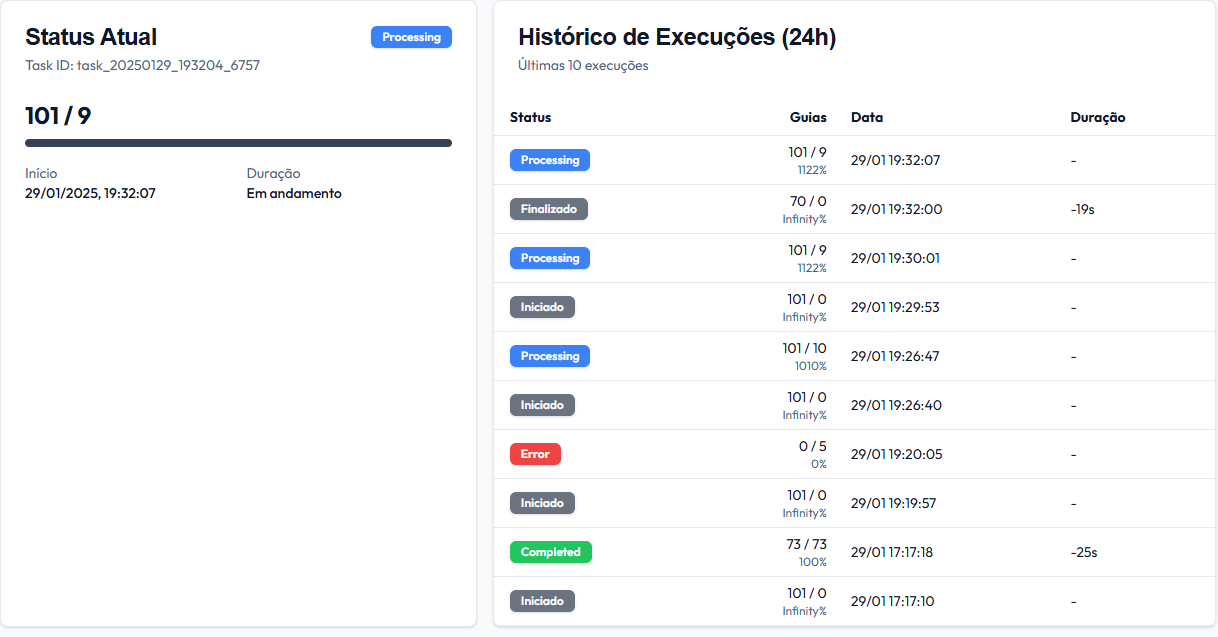 Status Atual
Processing
Task ID: task_20250129_193204_6757
101 / 9
Início
Duração
29/01/2025, 19:32:07
Em andamento
Histórico de Execuções (24h)
Últimas 10 execuções
Status Guias Data Duração
Processing 101 / 9 29/01 19:32:07 -
1122%
Finalizado 70 / 0 29/01 19:32:00 -19s
Infinity%
Processing 101 / 9 29/01 19:30:01 -
1122%
Iniciado 101 / 0 29/01 19:29:53 -
Infinity%
Processing 101 / 10 29/01 19:26:47 -
1010%
Iniciado 101 / 0 29/01 19:26:40 -
Infinity%
Error 0 / 5 29/01 19:20:05 -
0%
Iniciado 101 / 0 29/01 19:19:57 -
Infinity%
Completed 73 / 73 29/01 17:17:18 -25s
100%
Iniciado 101 / 0 29/01 17:17:10 -
Infinity%